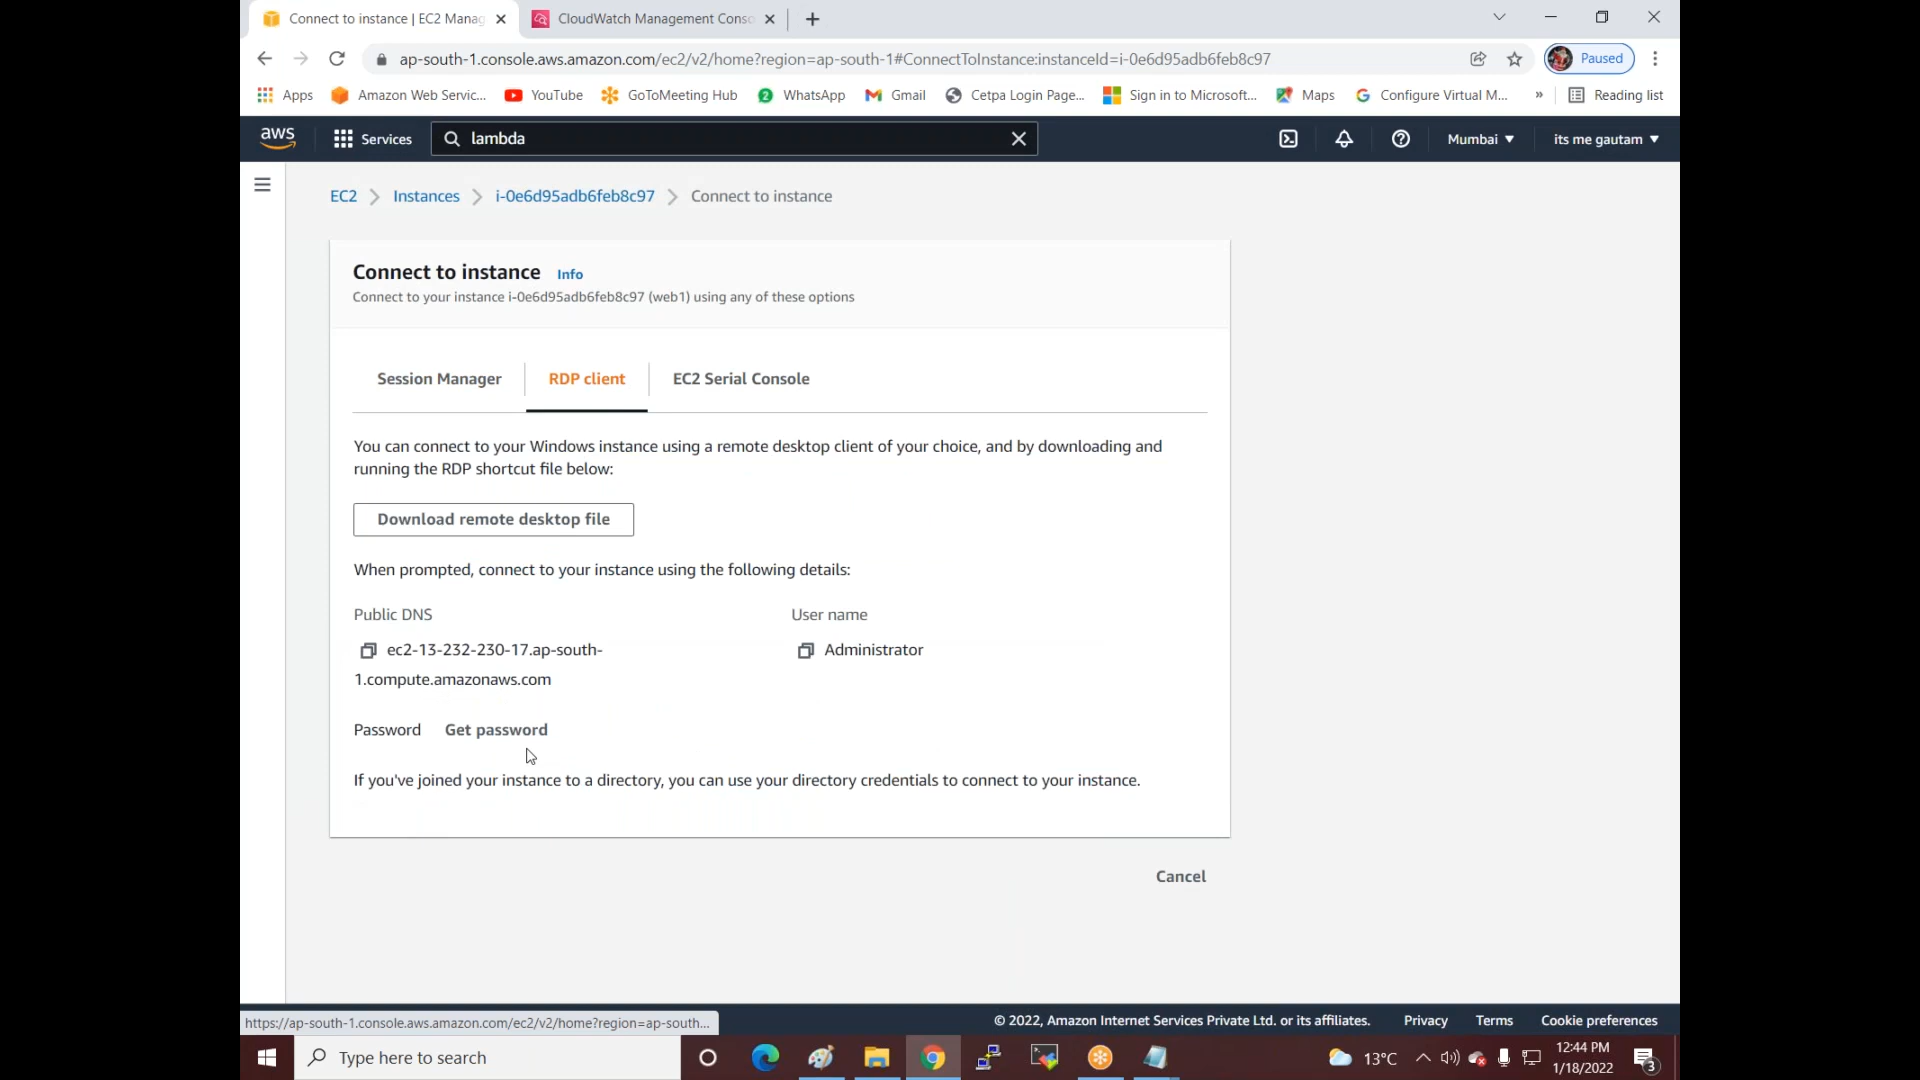 Connect to instance | EC2 Manag
CloudWatch Management Conso
ap-south-1.console.aws.amazon.com/ec2/v2/home?region=ap-south-1#ConnectToInstance:instanceId=i-0e6d95adb6feb8c97
Paused
Apps
Amazon Web Servic...
YouTube
GoToMeeting Hub
2
WhatsApp
Gmail
Cetpa Login Page...
Sign in to Microsoft...
Maps
Configure Virtual M...
»
Reading list
aws
Services
lambda
Mumbai
its me gautam
EC2 > Instances > i-0e6d95adb6feb8c97 > Connect to instance
Connect to instance Info
Connect to your instance i-0e6d95adb6feb8c97 (web1) using any of these options
Session Manager
RDP client
EC2 Serial Console
You can connect to your Windows instance using a remote desktop client of your choice, and by downloading and
running the RDP shortcut file below:
Download remote desktop file
When prompted, connect to your instance using the following details:
Public DNS
User name
ec2-13-232-230-17.ap-south-
Administrator
1.compute.amazonaws.com
Password Get password
If you've joined your instance to a directory, you can use your directory credentials to connect to your instance.
Cancel
https://ap-south-1.console.aws.amazon.com/ec2/v2/home?region=ap-south...
© 2022, Amazon Internet Services Private Ltd. or its affiliates.
Privacy
Terms
Cookie preferences
Type here to search
13°C
12:44 PM
1/18/2022
3